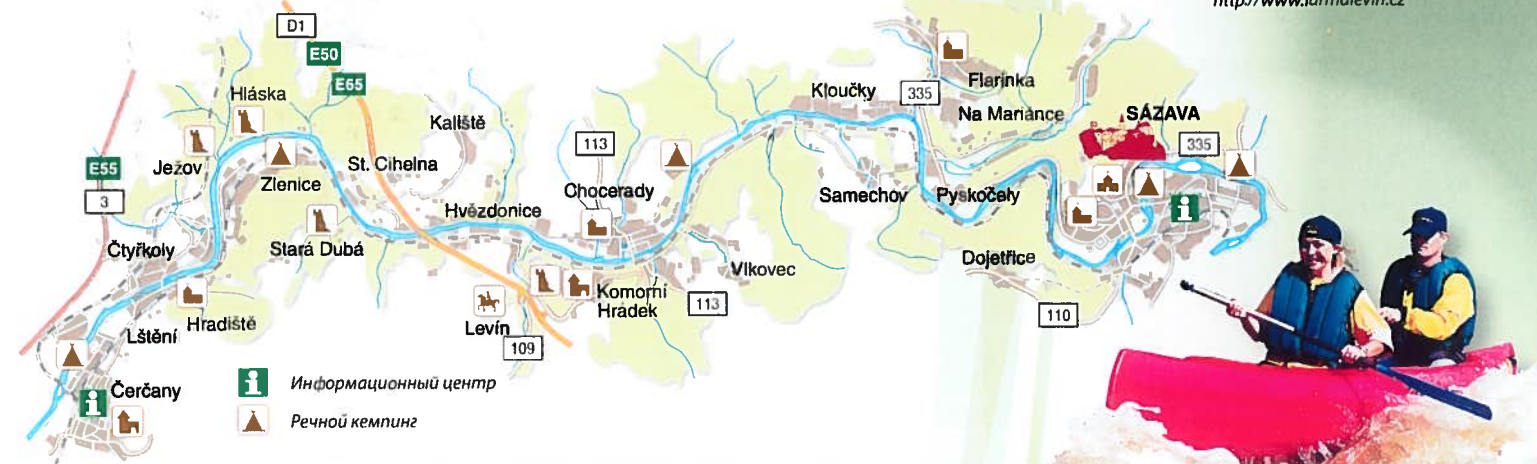 D1
E50
E65
Hláska
Kaliště
Kloučky
335
Flarinka
Na Mariánce
SÁZAVA
335
113
E55
3
Ježov
Zlenice
St. Cihelna
Chocerady
Samechov
Pyskočely
Hvězdonice
Čtyřkoly
Stará Dubá
Vlkovec
Dojetřice
Komorní
Hrádek
113
110
Levín
109
Hradiště
Lštění
Čerčany
Информационный центр
Речной кемпинг